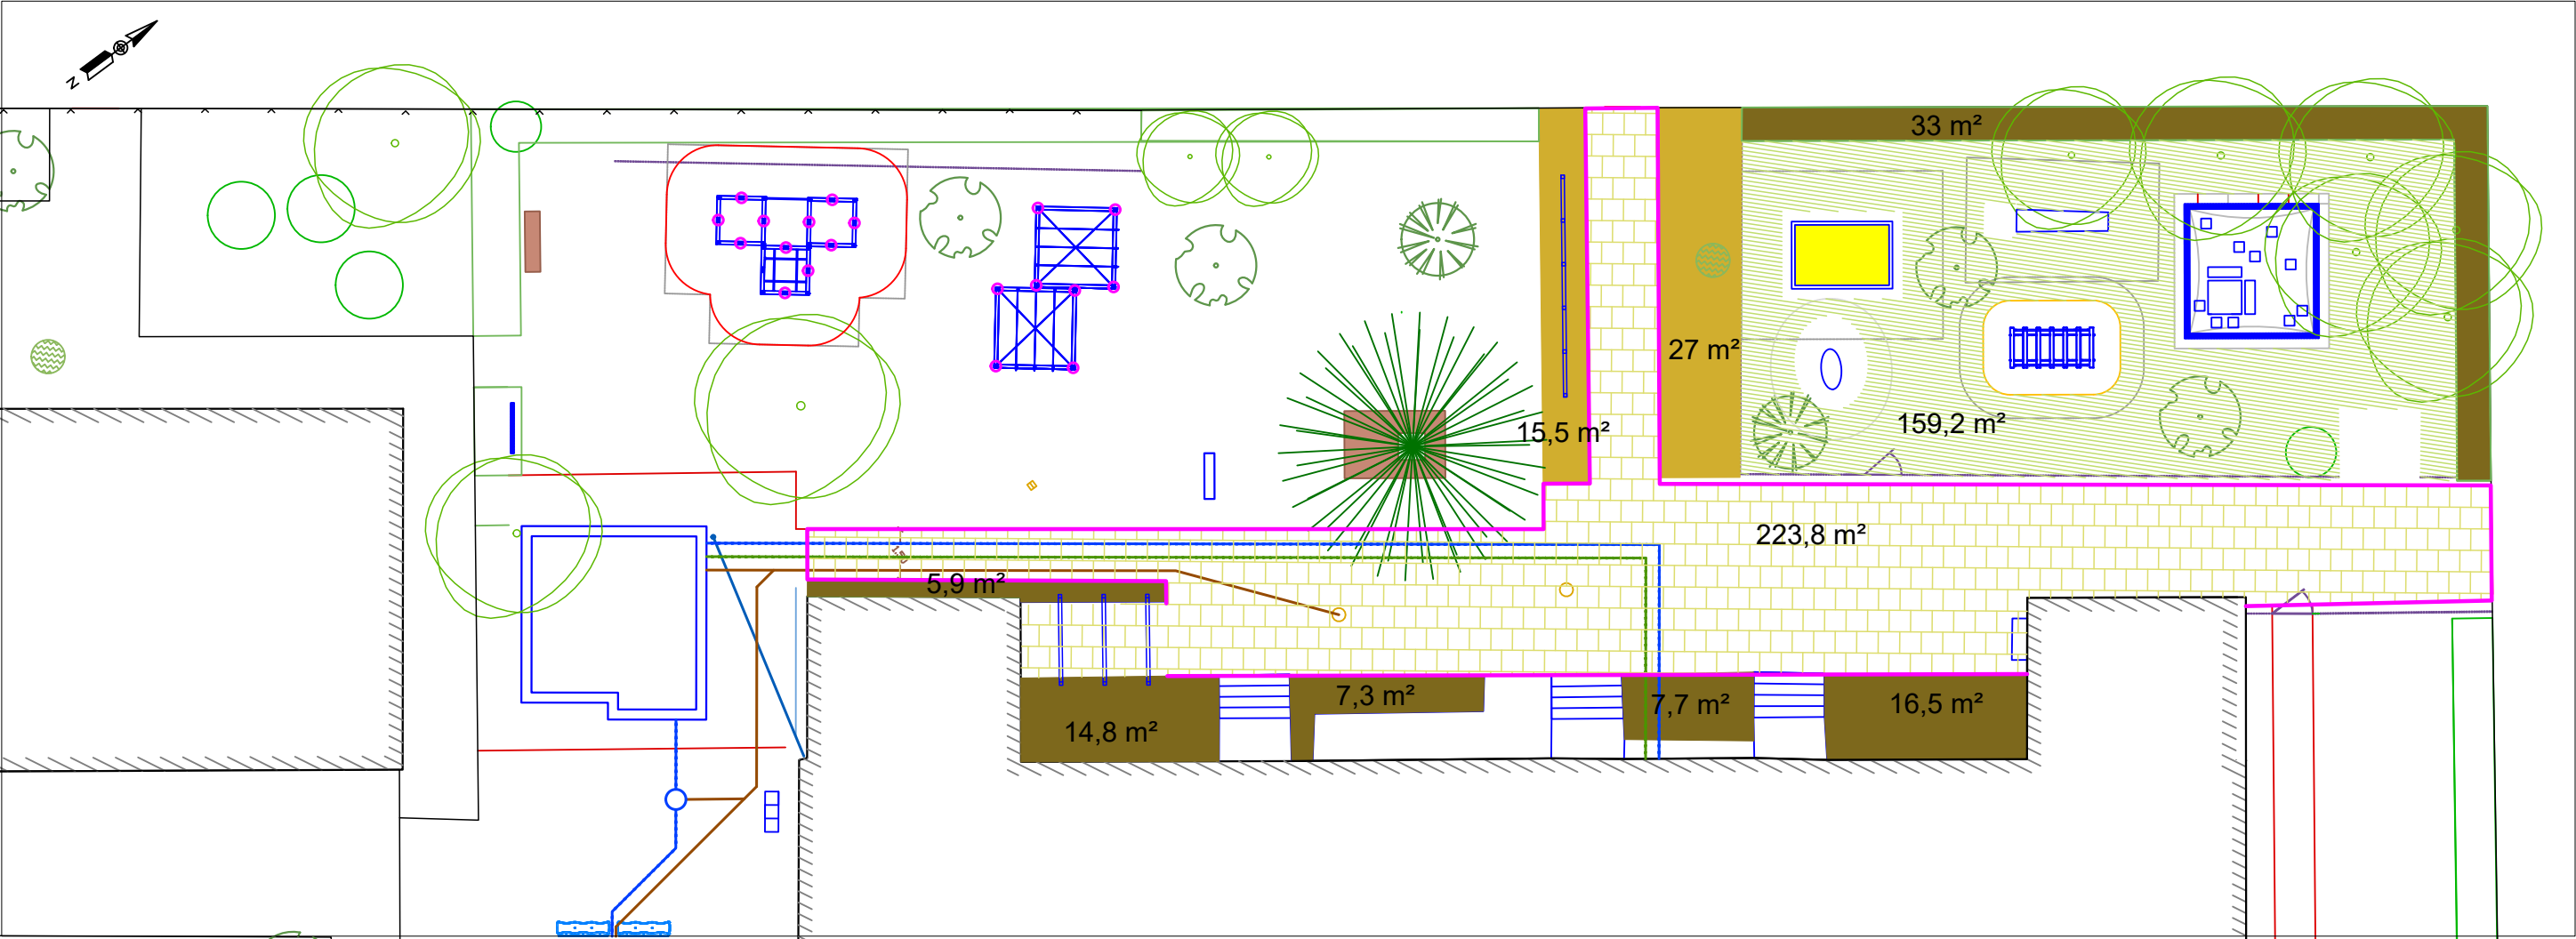 N
33 m²
27 m²
15,5 m²
159,2 m²
223,8 m²
5,9 m²
7,3 m²
7,7 m²
16,5 m²
14,8 m²